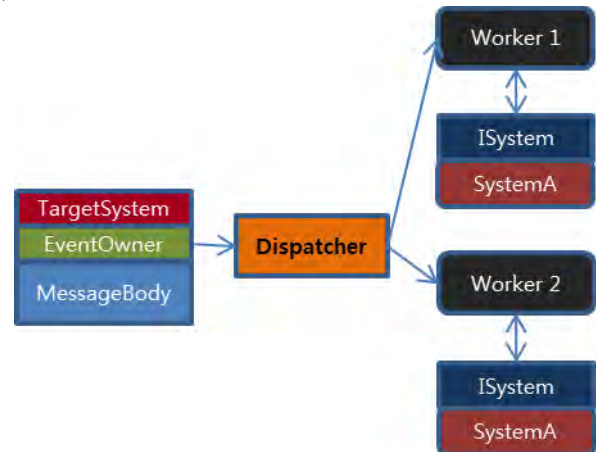 Worker 1
ISystem
SystemA
TargetSystem
EventOwner
MessageBody
Dispatcher
Worker 2
ISystem
SystemA